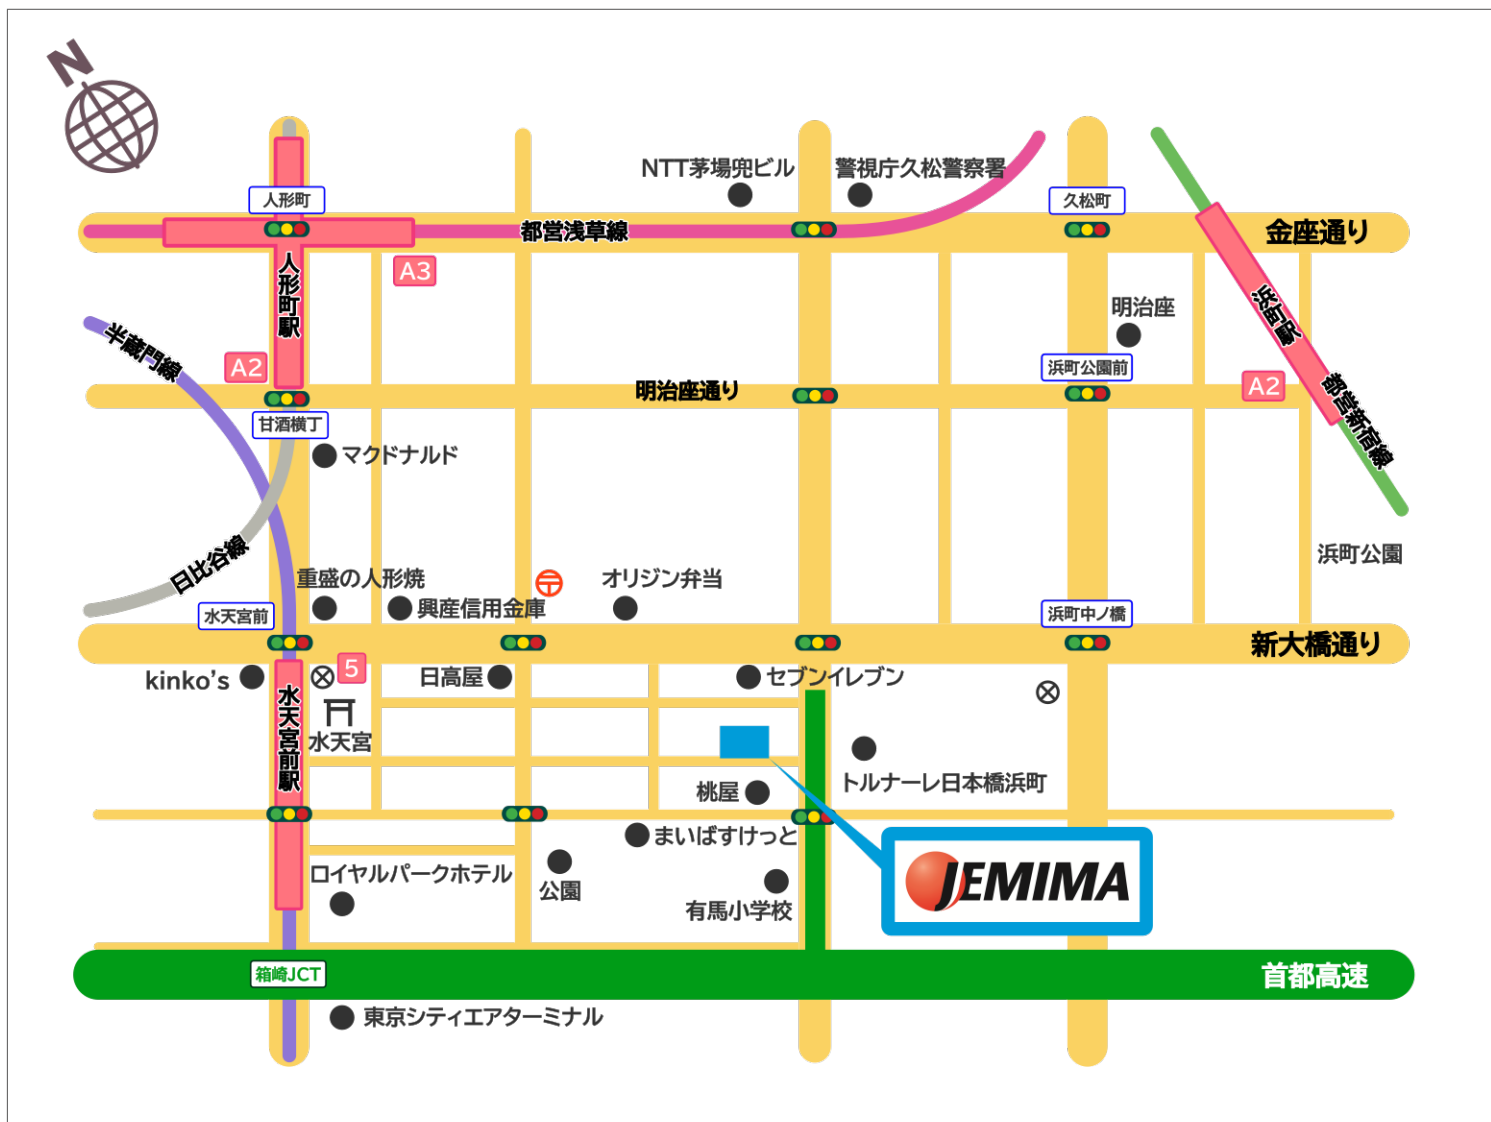 N
NTT茅場兜ビル
警視庁久松警察署
人形町
久松町
都営浅草線
金座通り
人形町駅
A3
半蔵門線
明治座
浜町駅
A2
浜町公園前
明治座通り
A2
都営新宿線
甘酒横丁
マクドナルド
日比谷線
浜町公園
重盛の人形焼
オリジン弁当
興産信用金庫
水天宮前
浜町中ノ橋
新大橋通り
kinko's
5
日高屋
セブンイレブン
水天宮前駅
水天宮
桃屋
トルナーレ日本橋浜町
まいばすけっと
ロイヤルパークホテル
公園
有馬小学校
JEMIMA
箱崎JCT
首都高速
東京シティエアターミナル